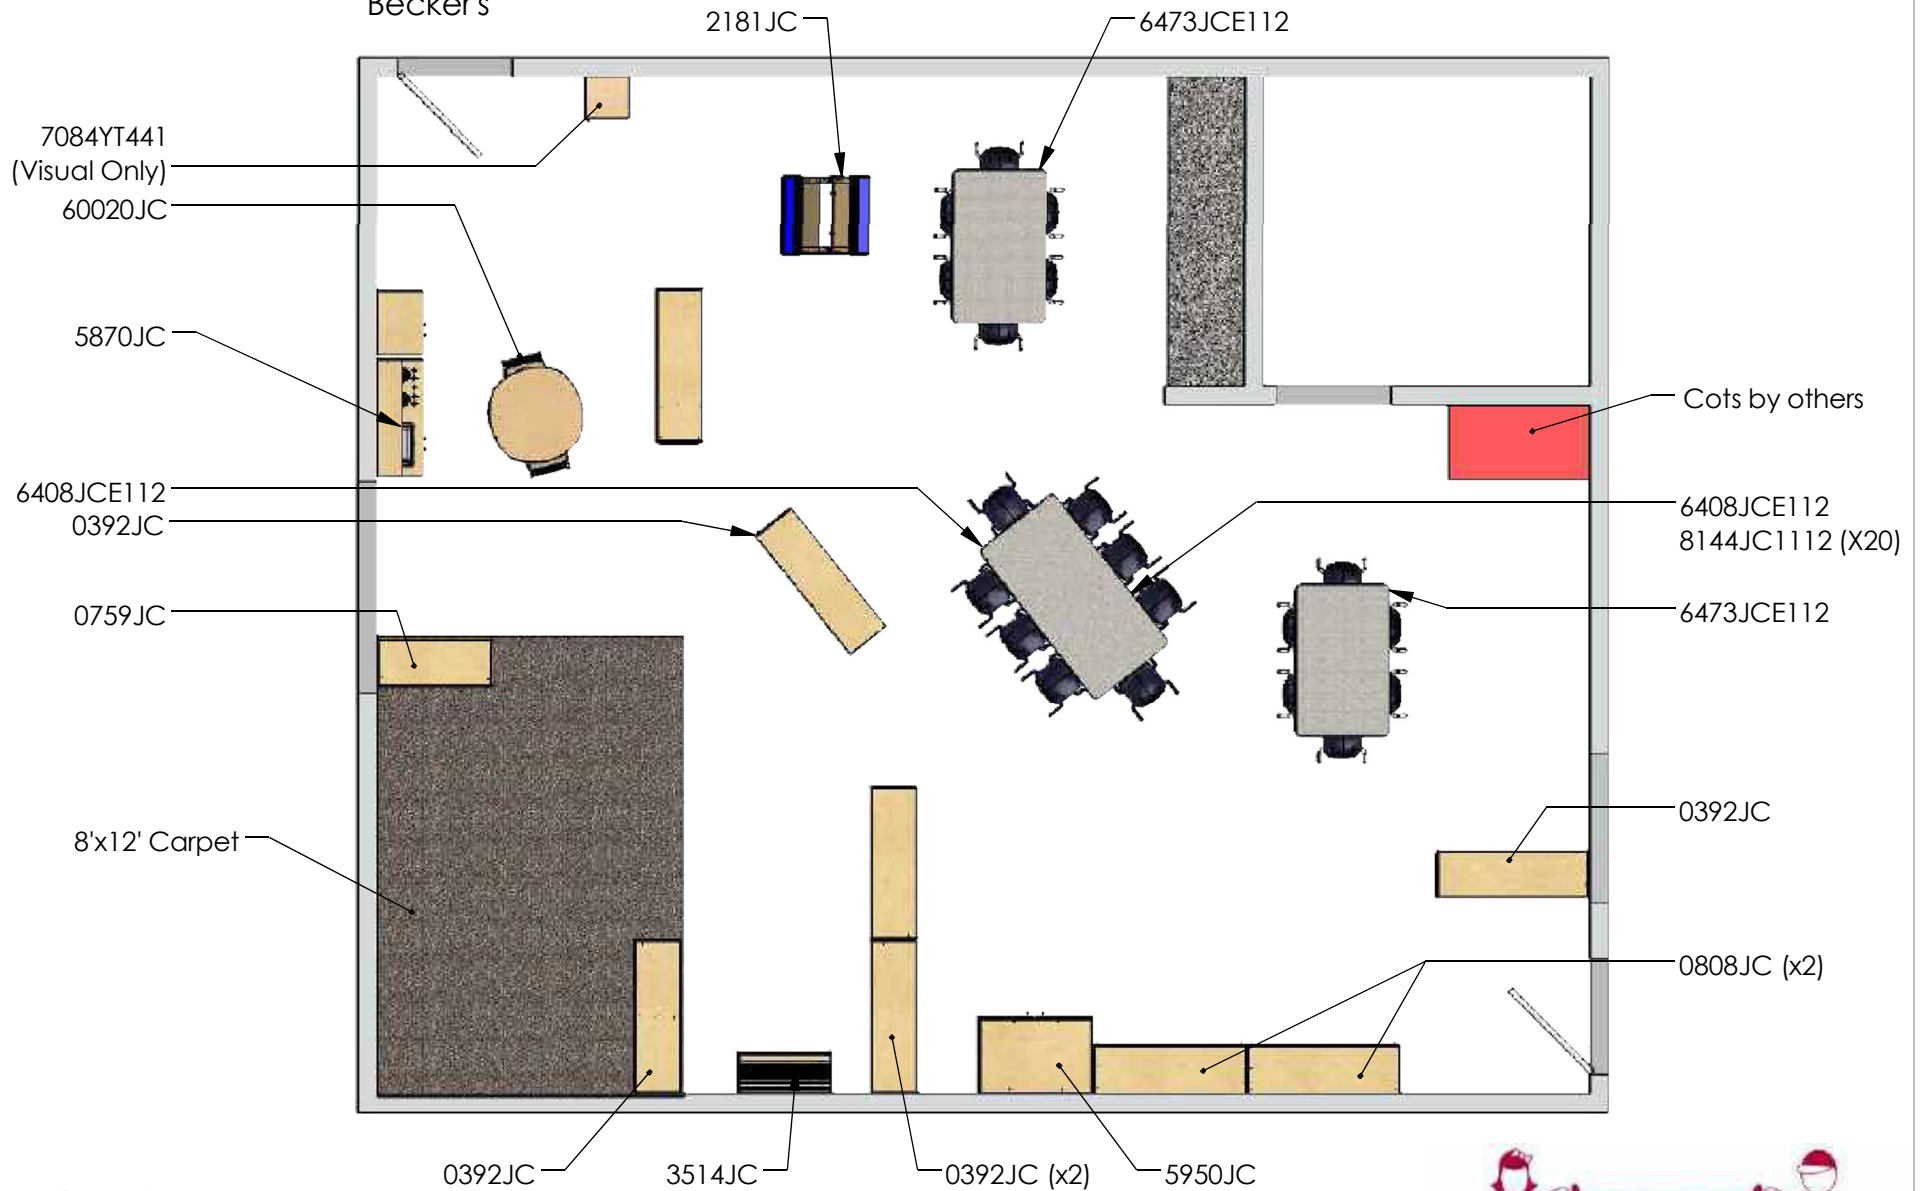 Becker's
2181JC
6473JCE112
7084YT441
(Visual Only)
60020JC
5870JC
Cots by others
6408JCE112
0392JC
6408JCE112
8144JC1112 (X20)
0759JC
6473JCE112
8'x12' Carpet
0392JC
0808JC (x2)
0392JC
3514JC
0392JC (x2)
5950JC